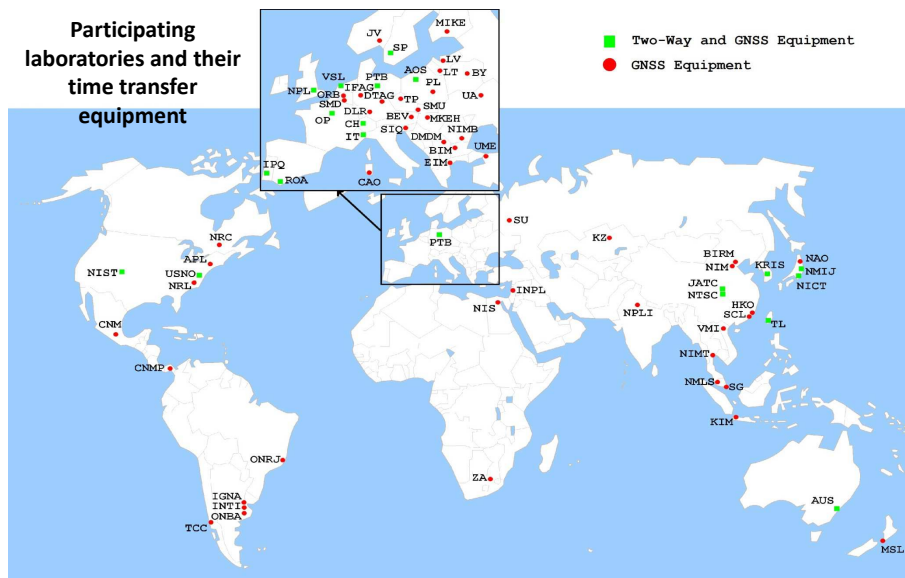 Participating
laboratories and their
time transfer
equipment
Two-Way and GNSS Equipment
GNSS Equipment
JV
MIKE
SP
LV
LT
BY
VSL
PTB
AOS
PL
NPL
IFAG
ORB
DTAG
TP
UA
SMD
SMU
OP
DLR
BEV
MKEH
CH
SIQ
NIMB
IT
DMDM
BIM
UME
IPQ
EIM
ROA
CAO
NRC
SU
KZ
PTB
APL
BIRM
NAO
NIST
USNO
NIM
KRIS
NMIJ
NRL
JATC
NICT
INPL
NTSC
NIS
NPLI
HKO
SCL
TL
CNM
VMI
NIMT
CNMP
NMLS
SG
KIM
ONRJ
ZA
IGNA
INTI
ONBA
AUS
TCC
MSL